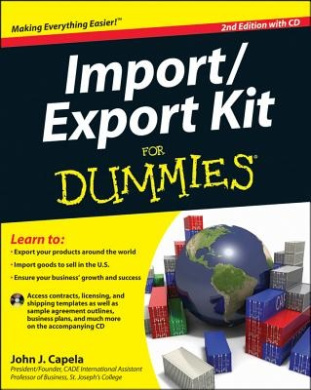 Making Everything Easier!™
2nd Edition with CD
Import/
Export Kit
FOR
DUMMIES®
Learn to:
• Export your products around the world
• Import goods to sell in the U.S.
• Ensure your business' growth and success
Access contracts, licensing, and
shipping templates as well as
sample agreement outlines,
business plans, and much more
on the accompanying CD
John J. Capela
President/Founder, CADE International Assistant
Professor of Business, St. Joseph's College